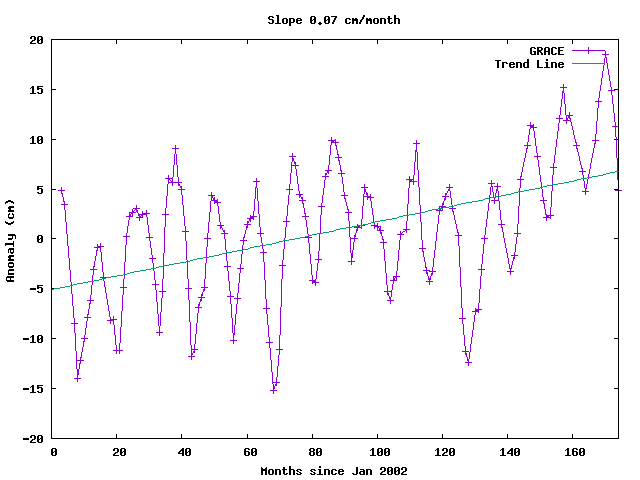 Slope 0.07 cm/month
20
15
10
5
0
-5
-10
-15
-20
Anomaly (cm)
GRACE
Trend Line
0 20 40 60 80 100 120 140 160
Months since Jan 2002